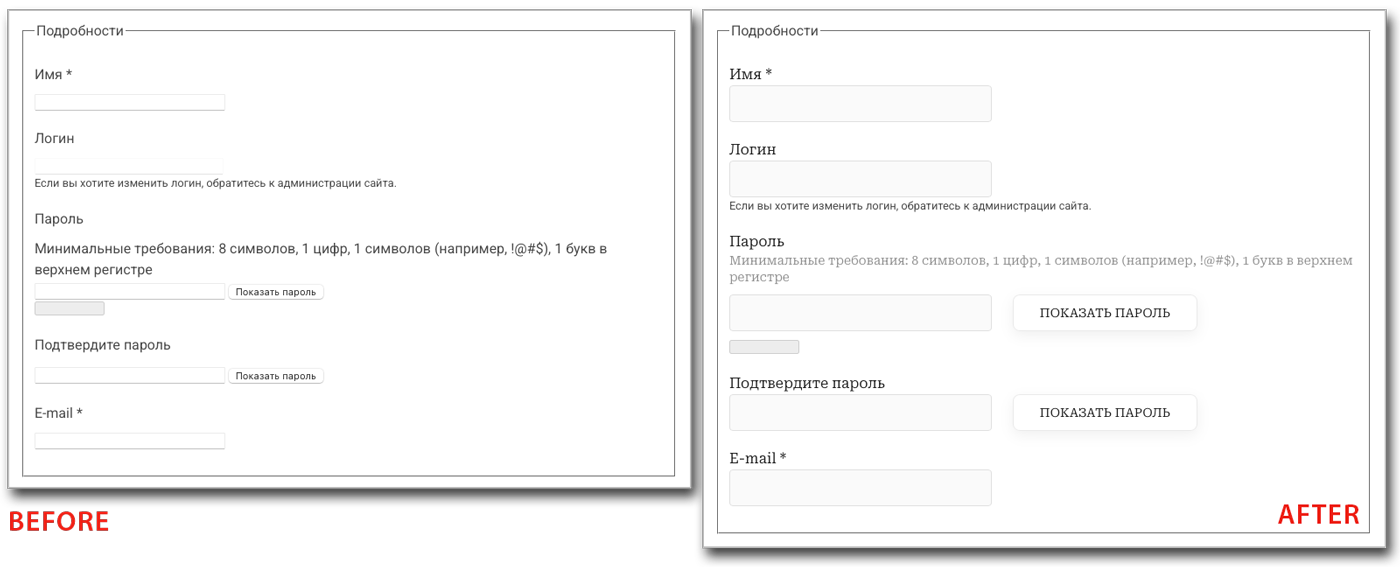 Подробности
Имя *
Логин
Если вы хотите изменить логин, обратитесь к администрации сайта.
Пароль
Минимальные требования: 8 символов, 1 цифр, 1 символов (например, !@#$), 1 букв в
верхнем регистре
Показать пароль
Подтвердите пароль
Показать пароль
E-mail *
BEFORE
Подробности
Имя *
Логин
Если вы хотите изменить логин, обратитесь к администрации сайта.
Пароль
Минимальные требования: 8 символов, 1 цифр, 1 символов (например, !@#$), 1 букв в верхнем
регистре
ПОКАЗАТЬ ПАРОЛЬ
Подтвердите пароль
ПОКАЗАТЬ ПАРОЛЬ
E-mail *
AFTER